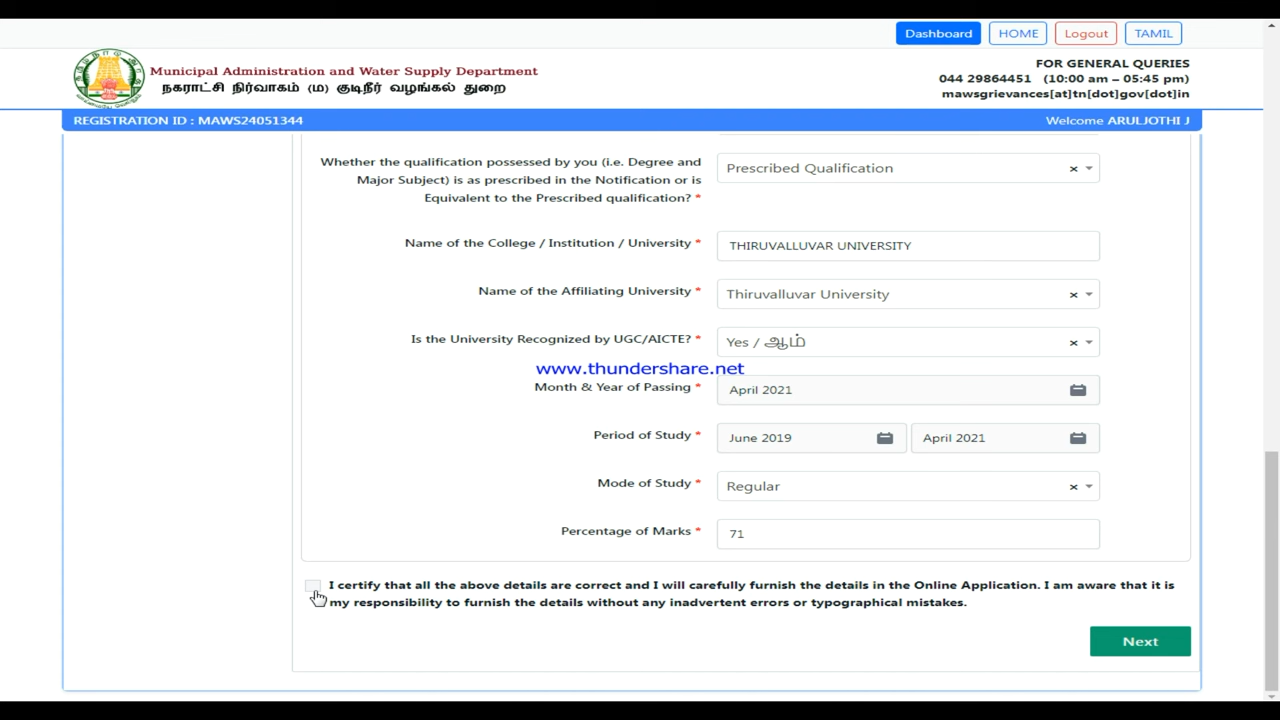 Dashboard HOME Logout TAMIL
Municipal Administration and Water Supply Department
நகராட்சி நிர்வாகம் (ம) குடிநீர் வழங்கல் துறை
FOR GENERAL QUERIES
044 29864451 (10:00 am – 05:45 pm)
mawsgrievances[at]tn[dot]gov[dot]in
REGISTRATION ID : MAWS24051344
Welcome ARULJOTHI J
Whether the qualification possessed by you (i.e. Degree and
Major Subject) is as prescribed in the Notification or is
Equivalent to the Prescribed qualification? *
Prescribed Qualification
Name of the College / Institution / University *
THIRUVALLUVAR UNIVERSITY
Name of the Affiliating University *
Thiruvalluvar University
Is the University Recognized by UGC/AICTE? *
Yes / ஆம்
www.thundershare.net
Month & Year of Passing *
April 2021
Period of Study *
June 2019
April 2021
Mode of Study *
Regular
Percentage of Marks *
71
I certify that all the above details are correct and I will carefully furnish the details in the Online Application. I am aware that it is
my responsibility to furnish the details without any inadvertent errors or typographical mistakes.
Next